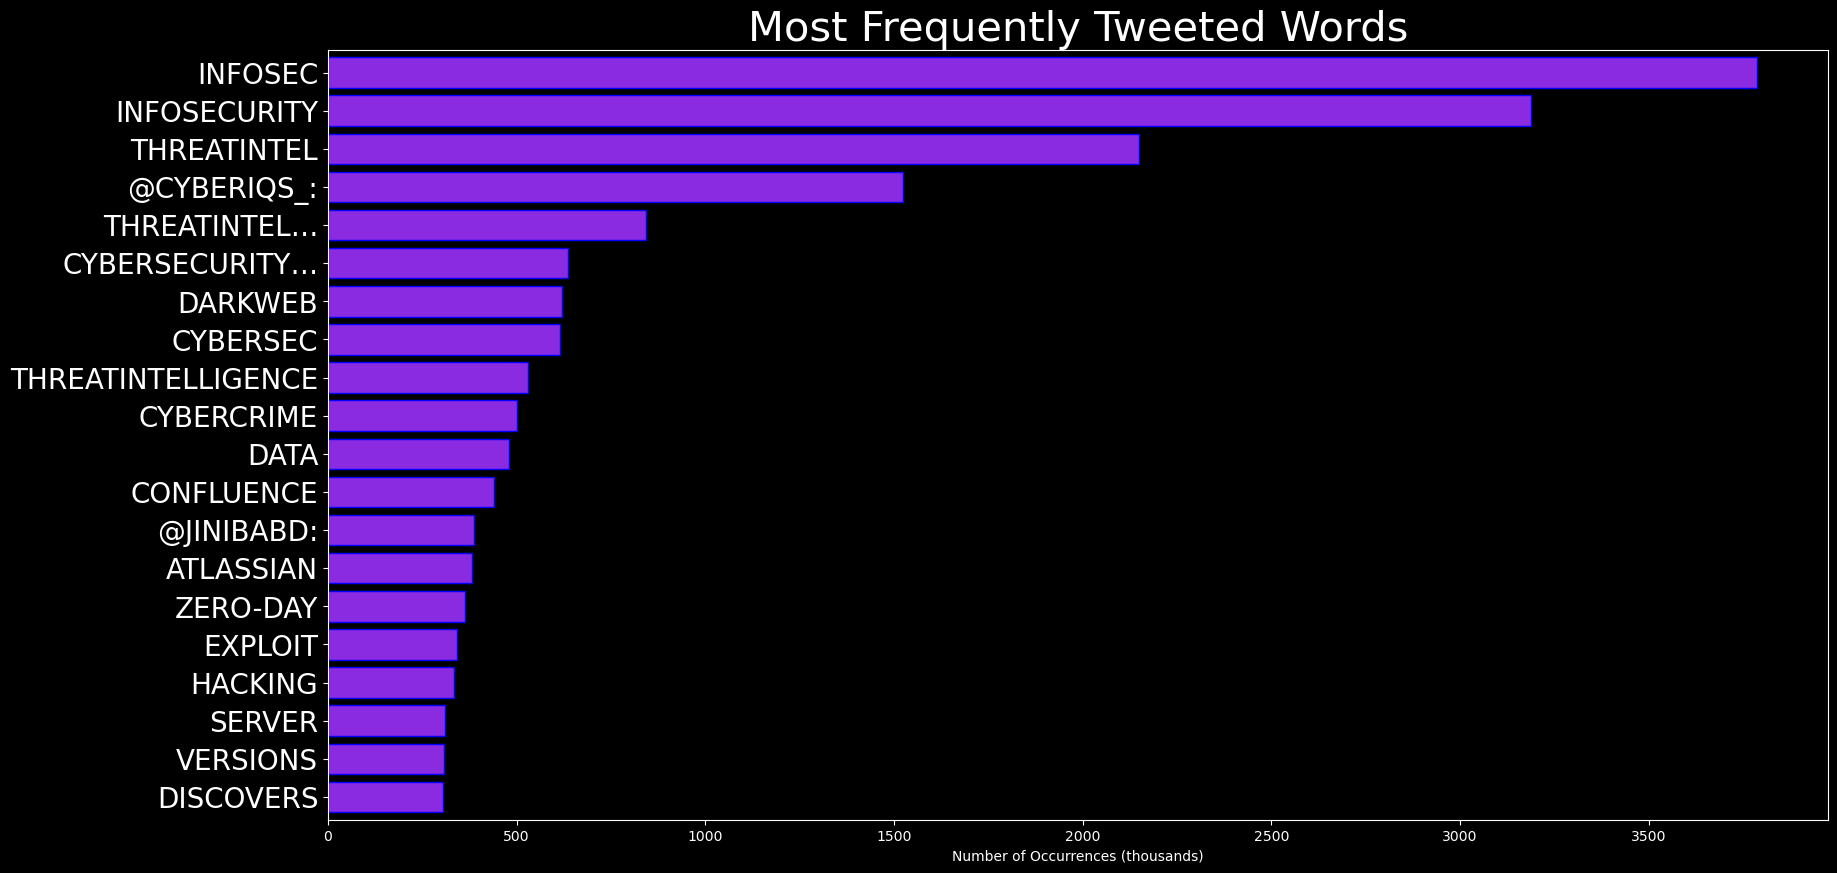 Most Frequently Tweeted Words
INFOSEC
INFOSECURITY
THREATINTEL
@CYBERIQS_:
THREATINTEL…
CYBERSECURITY…
DARKWEB
CYBERSEC
THREATINTELLIGENCE
CYBERCRIME
DATA
CONFLUENCE
@JINIBABD:
ATLASSIAN
ZERO-DAY
EXPLOIT
HACKING
SERVER
VERSIONS
DISCOVERS
0 500 1000 1500 2000 2500 3000 3500
Number of Occurrences (thousands)